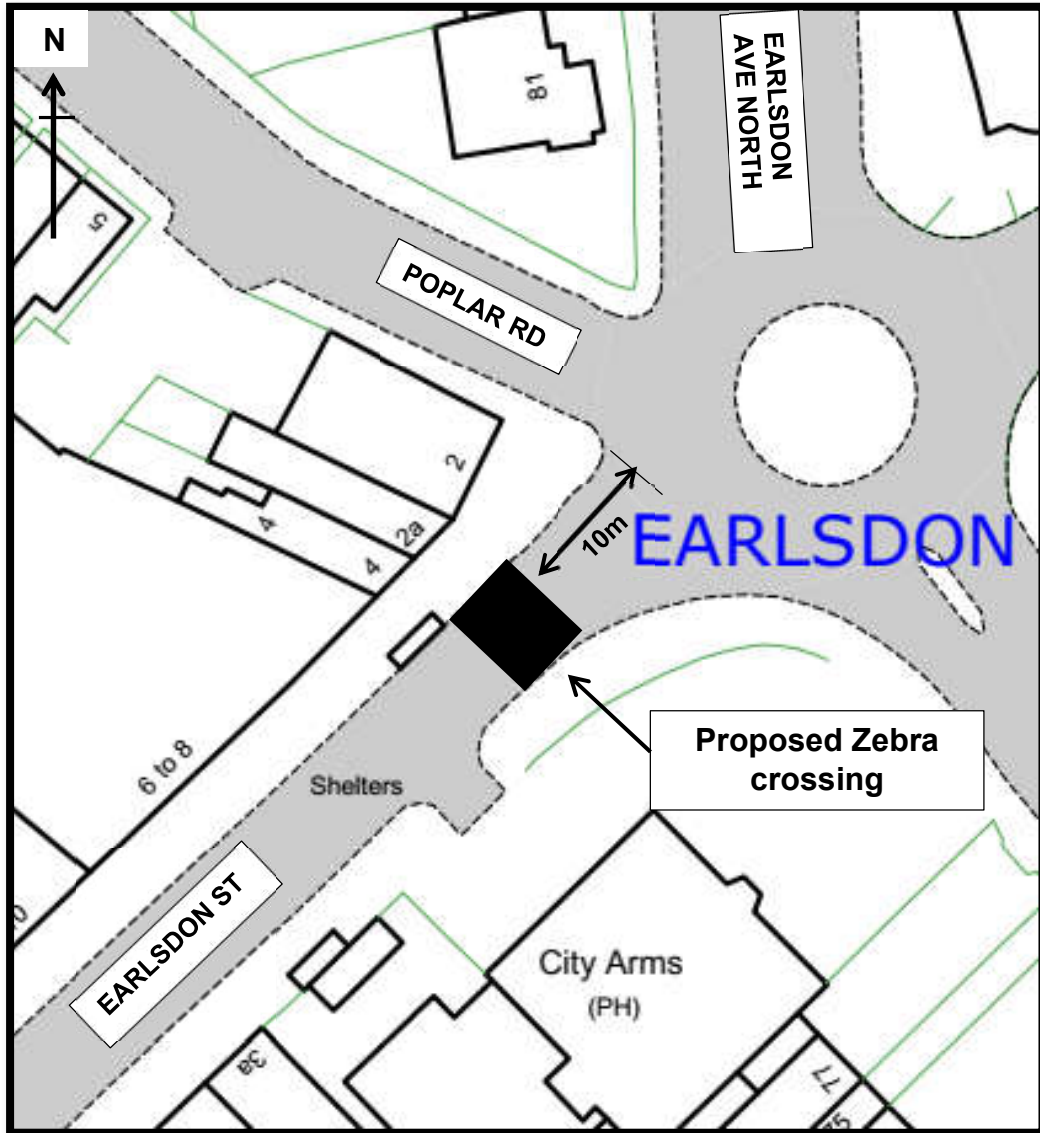 N
EARLSDON
AVE NORTH
81
5
POPLAR RD
2
10m
EARLSDON
2a
4
4
Proposed Zebra
crossing
6 to 8
Shelters
EARLSDON ST
City Arms
(PH)
3a
77